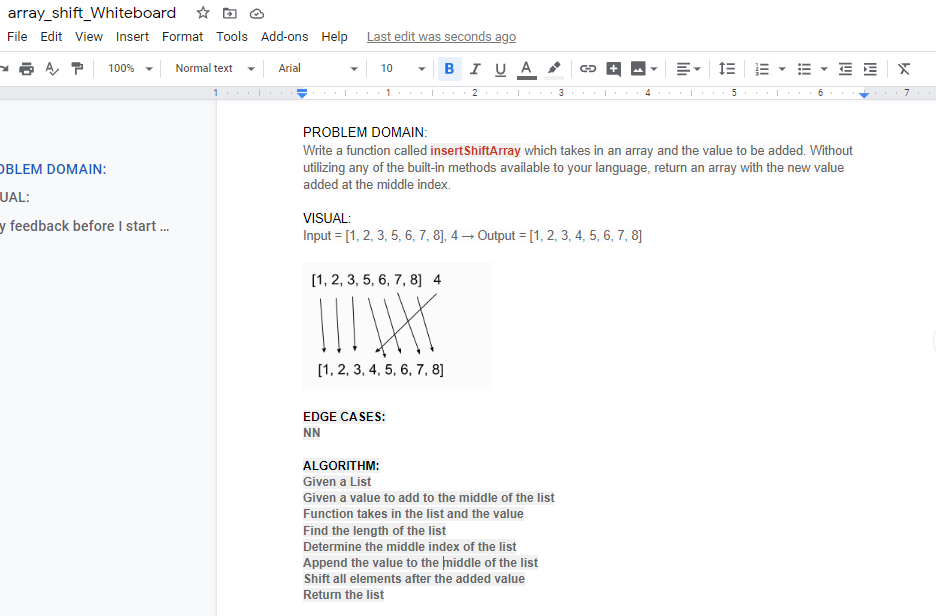 array_shift_Whiteboard
File Edit View Insert Format Tools Add-ons Help Last edit was seconds ago
100% Normal text Arial 10 B I U A
1 1 2 3 4 5 6 7
OBLEM DOMAIN:
UAL:
y feedback before I start ...
PROBLEM DOMAIN:
Write a function called insertShiftArray which takes in an array and the value to be added. Without
utilizing any of the built-in methods available to your language, return an array with the new value
added at the middle index.
VISUAL:
Input = [1, 2, 3, 5, 6, 7, 8], 4 → Output = [1, 2, 3, 4, 5, 6, 7, 8]
[1, 2, 3, 5, 6, 7, 8] 4
[1, 2, 3, 4, 5, 6, 7, 8]
EDGE CASES:
NN
ALGORITHM:
Given a List
Given a value to add to the middle of the list
Function takes in the list and the value
Find the length of the list
Determine the middle index of the list
Append the value to the middle of the list
Shift all elements after the added value
Return the list